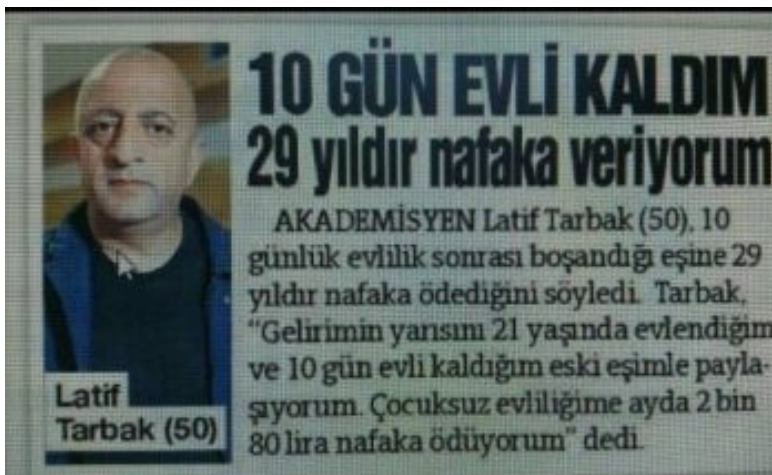 10 GÜN EVLİ KALDIM
29 yıldır nafaka veriyorum
AKADEMİSYEN Latif Tarbak (50), 10
günlük evlilik sonrası boşandığı eşine 29
yıldır nafaka ödediğini söyledi. Tarbak,
"Gelirimin yarısını 21 yaşında evlendiğim
ve 10 gün evli kaldığım eski eşimle payla-
şıyorum. Çocuksuz evliliğime ayda 2 bin
80 lira nafaka ödüyorum" dedi.
Latif
Tarbak (50)